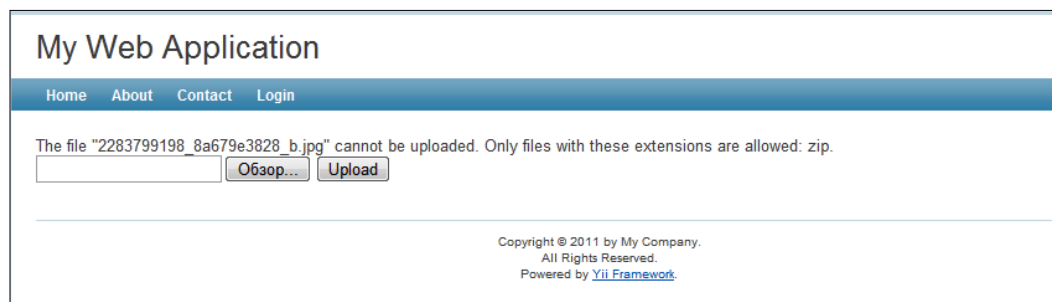 My Web Application
Home About Contact Login
The file "2283799198_8a679e3828_b.jpg" cannot be uploaded. Only files with these extensions are allowed: zip.
Обзор... Upload
Copyright © 2011 by My Company.
All Rights Reserved.
Powered by Yii Framework.